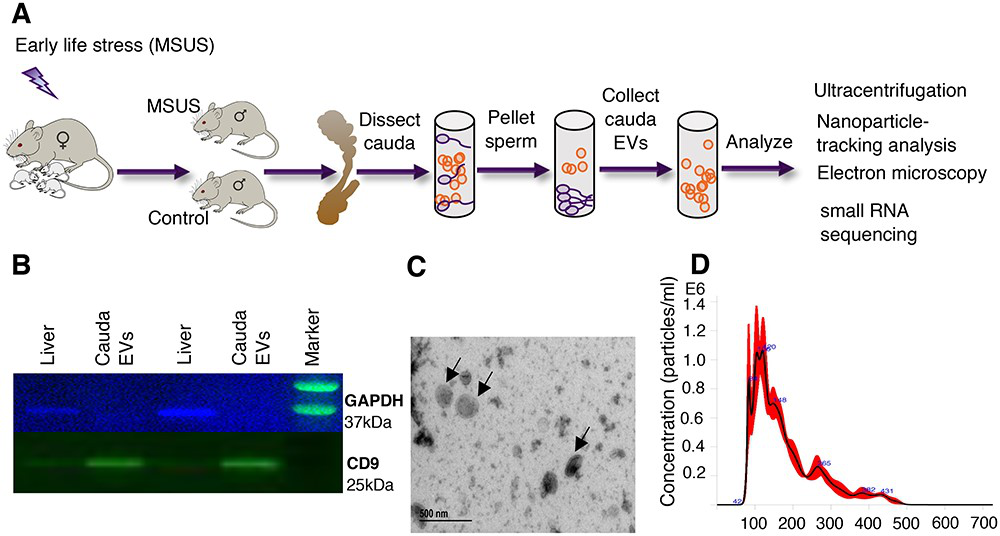 A
Early life stress (MSUS)
MSUS
Control
Dissect
cauda
Pellet
sperm
Collect
cauda
EVs
Analyze
Ultracentrifugation
Nanoparticle-
tracking analysis
Electron microscopy
small RNA
sequencing
B
Liver
Cauda
EVs
Liver
Cauda
EVs
Marker
GAPDH
37kDa
CD9
25kDa
C
500 nm
D
Concentration (particles/ml)
E6
1.4
1.2
1.0
0.8
0.6
0.4
0.2
42
265
431
100
200
300
400
500
600
700